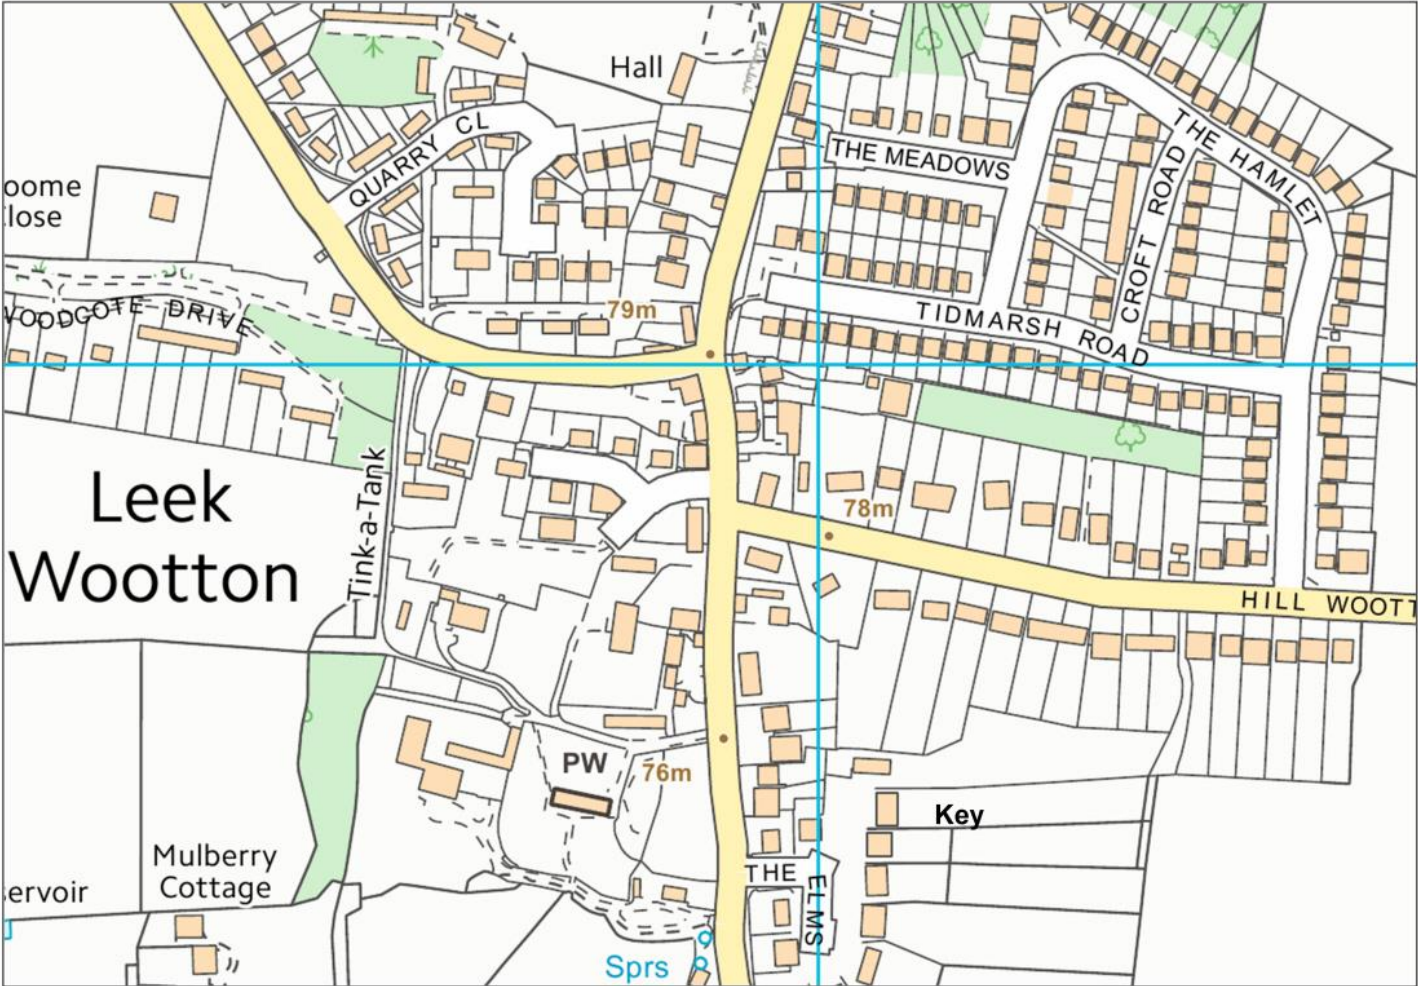 Hall
QUARRY CL
THE MEADOWS
THE HAMLET
CROFT ROAD
oome
lose
WOODCOTE DRIVE
79m
TIDMARSH ROAD
Leek
Wootton
Tink-a-Tank
78m
HILL WOOTT
PW
76m
Key
Mulberry
Cottage
THE
ELMS
ervoir
Sprs